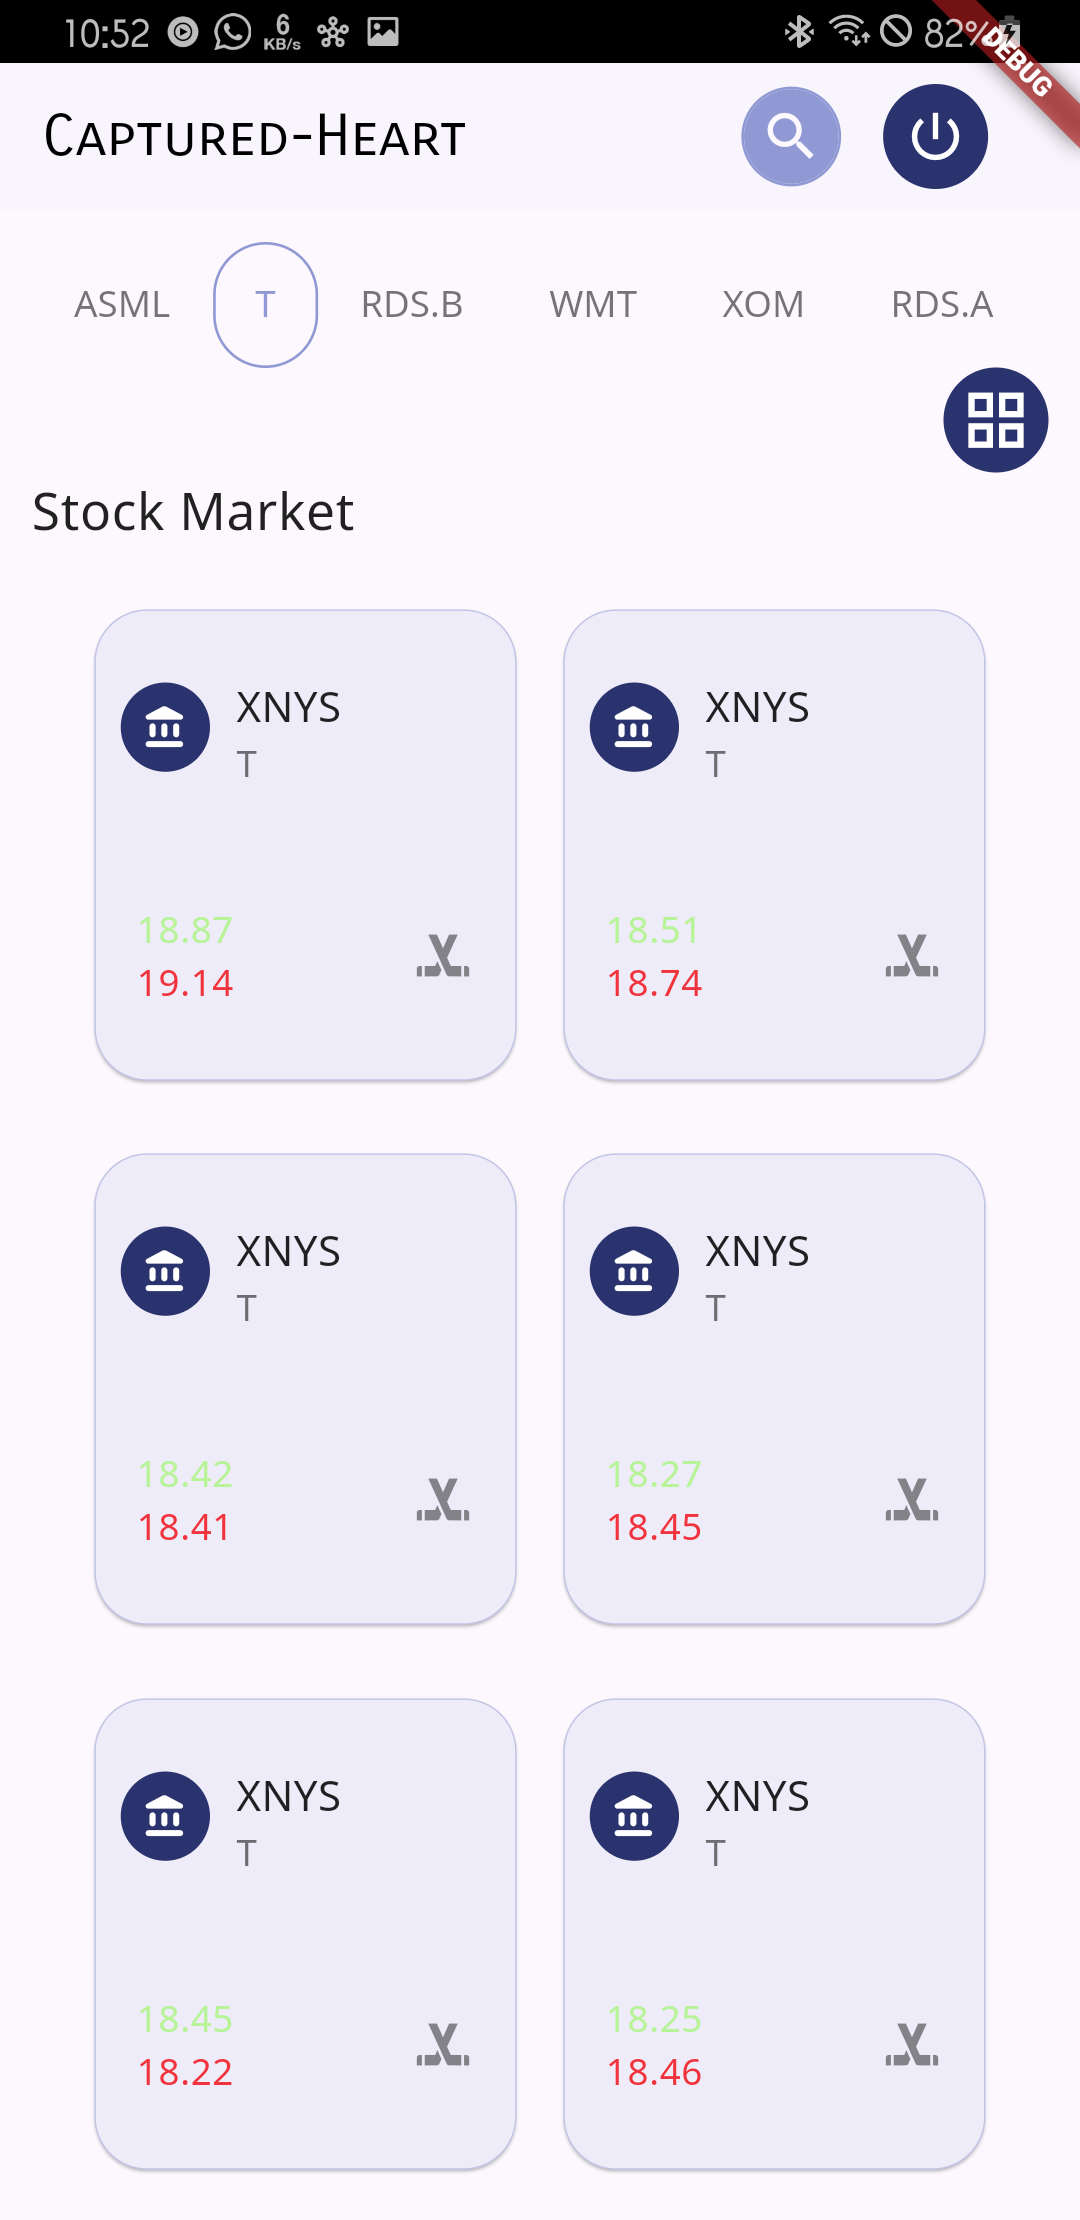 10:52 6 KB/s 82%
DEBUG
Captured-Heart
ASML T RDS.B WMT XOM RDS.A
Stock Market
XNYS
T
18.87
19.14
XNYS
T
18.51
18.74
XNYS
T
18.42
18.41
XNYS
T
18.27
18.45
XNYS
T
18.45
18.22
XNYS
T
18.25
18.46